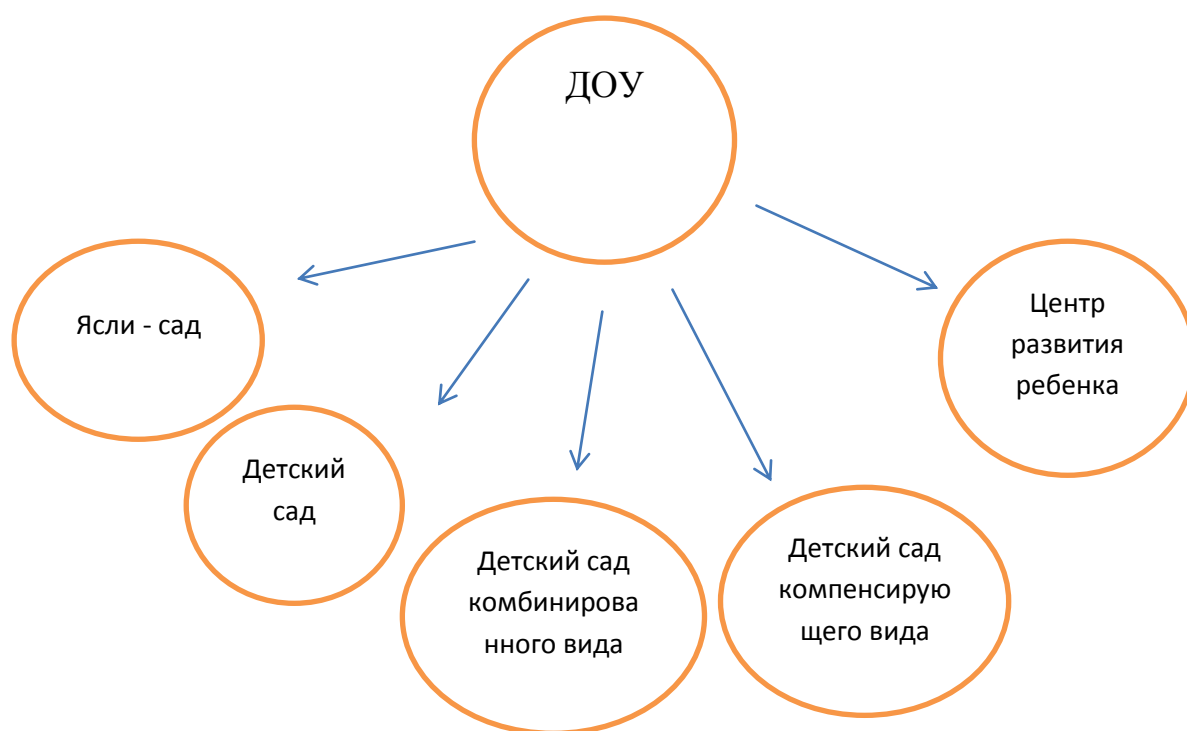 ДОУ
Ясли - сад
Детский
сад
Детский сад
комбинирова
нного вида
Детский сад
компенсирую
щего вида
Центр
развития
ребенка